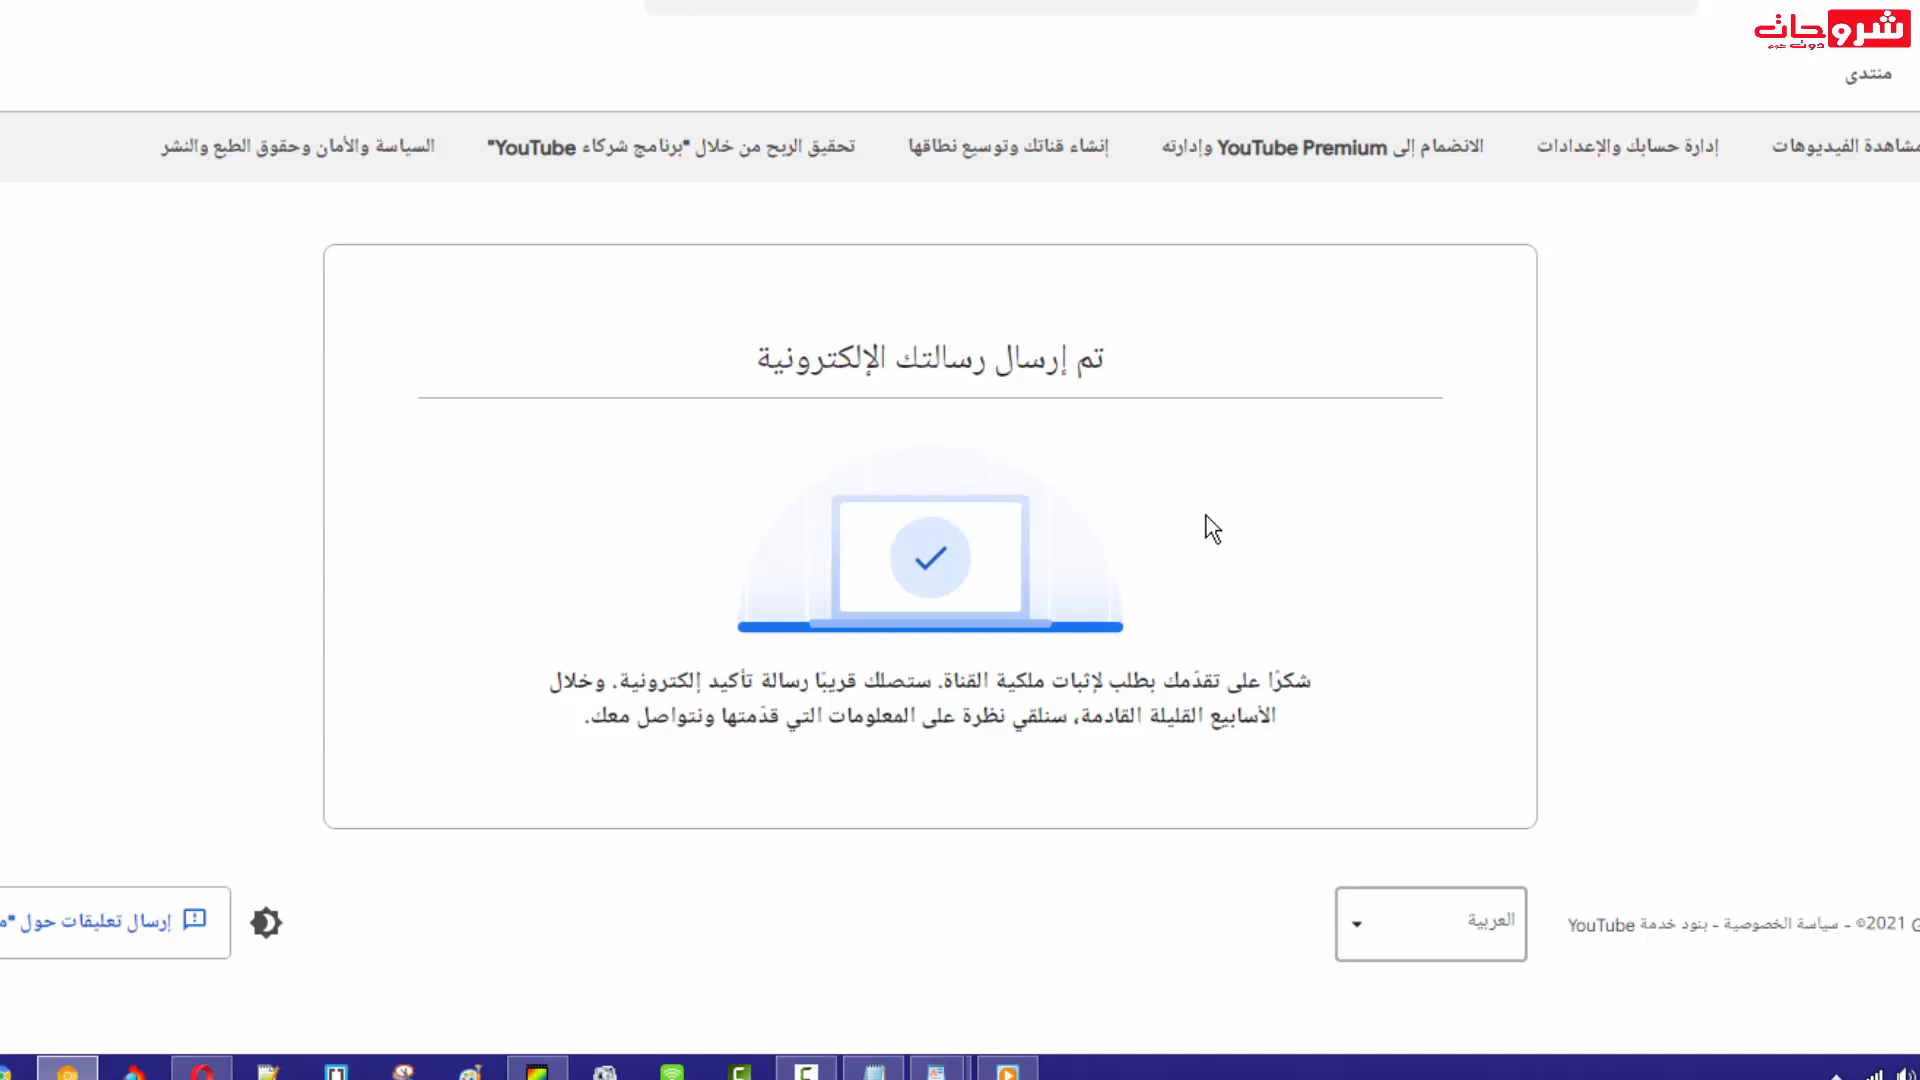 شروحات
دوت كوم
منتدى
مشاهدة الفيديوهات
إدارة حسابك والإعدادات
الانضمام إلى YouTube Premium وإدارته
إنشاء قناتك وتوسيع نطاقها
تحقيق الربح من خلال "برنامج شركاء YouTube"
السياسة والأمان وحقوق الطبع والنشر
تم إرسال رسالتك الإلكترونية
شكرًا على تقدّمك بطلب لإثبات ملكية القناة. ستصلك قريبًا رسالة تأكيد إلكترونية. وخلال
الأسابيع القليلة القادمة، سنلقي نظرة على المعلومات التي قدّمتها ونتواصل معك.
©2021 - سياسة الخصوصية - بنود خدمة YouTube
العربية
إرسال تعليقات حول